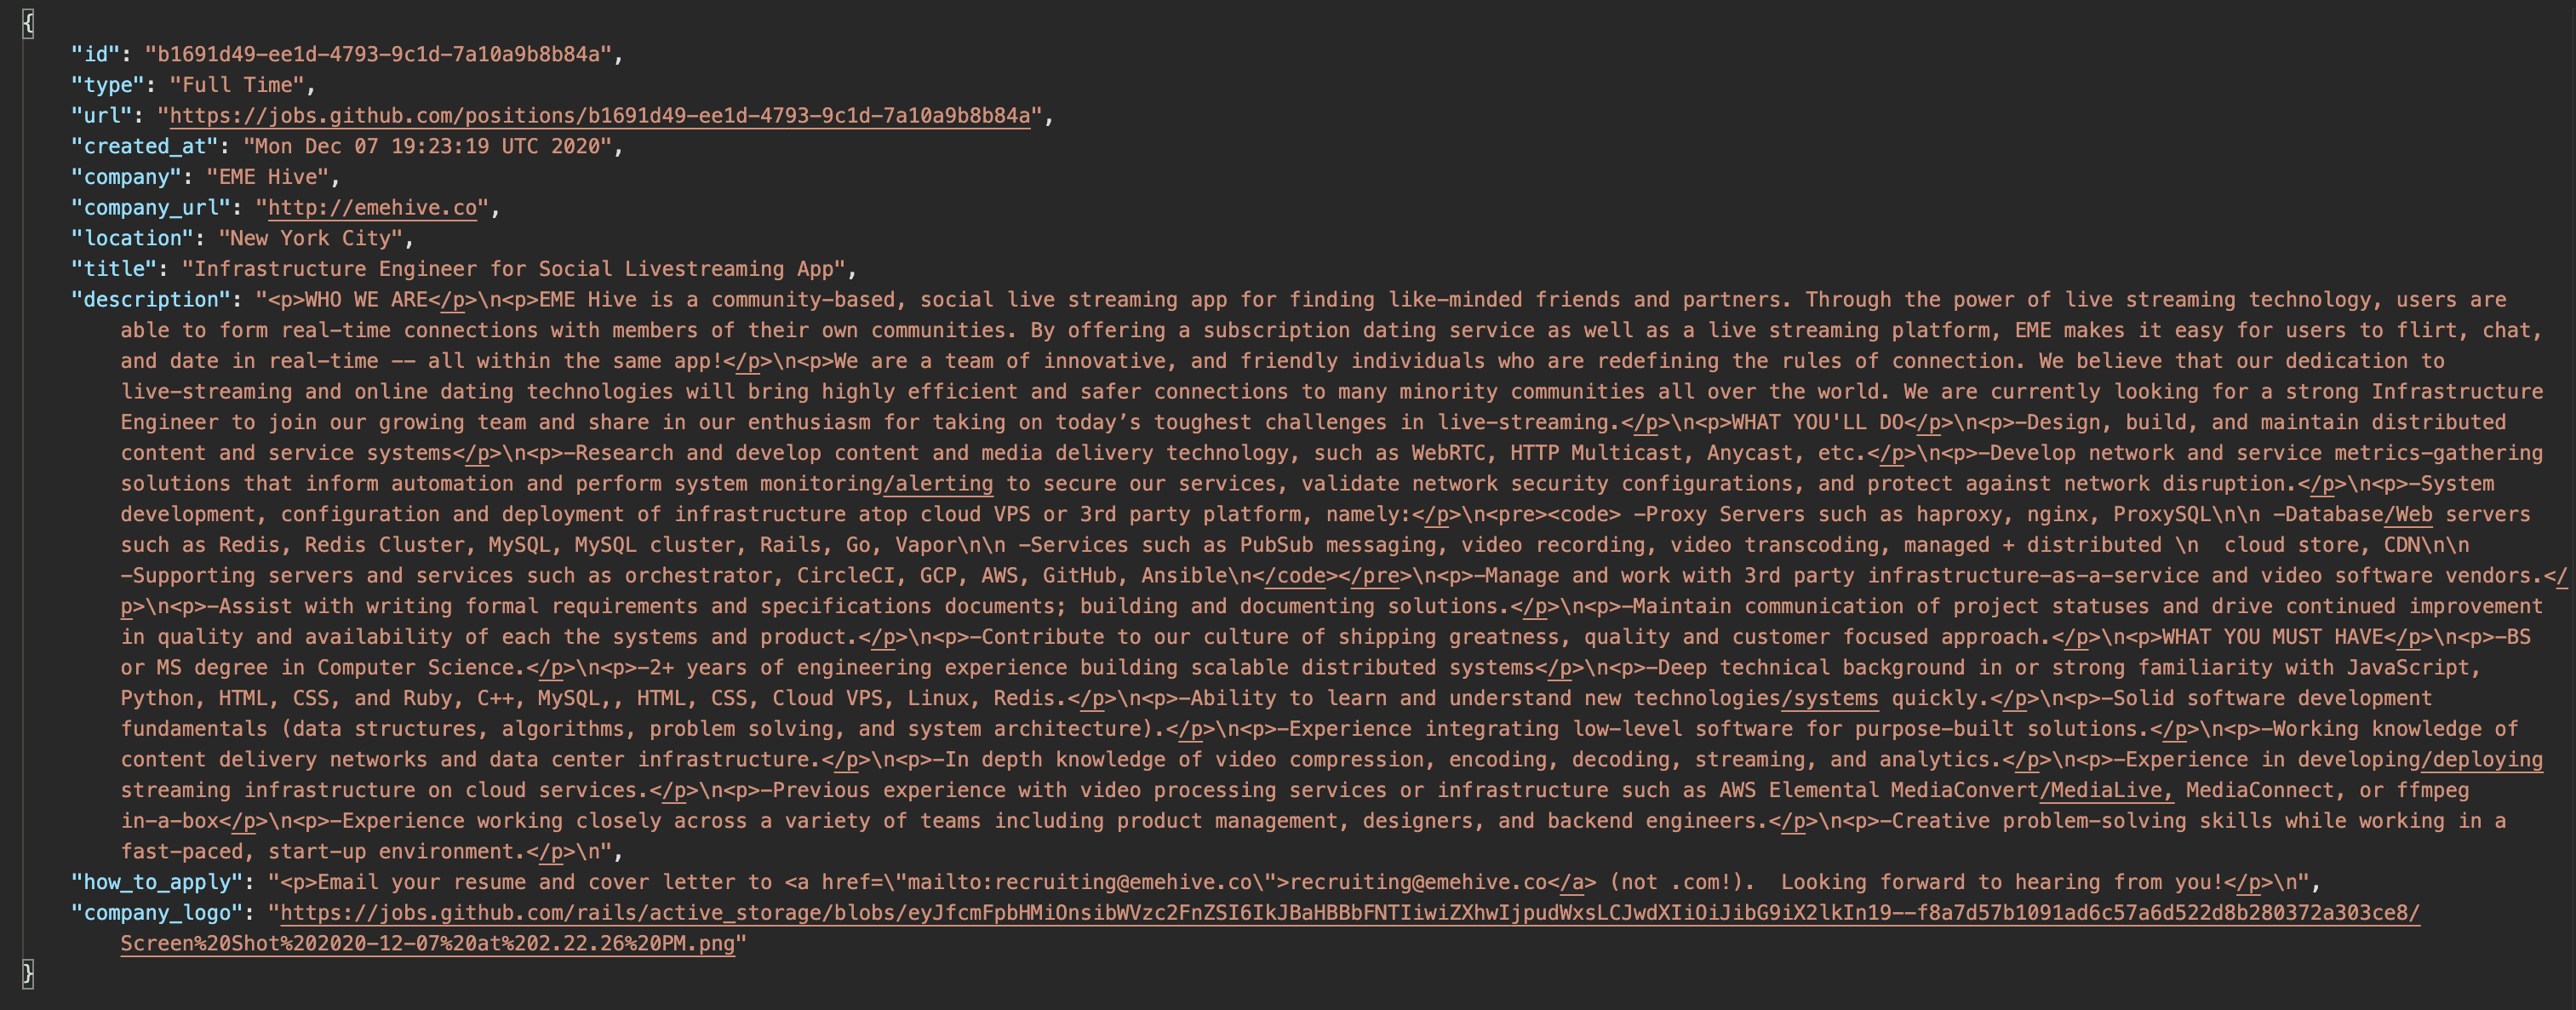 {
"id": "b1691d49-ee1d-4793-9c1d-7a10a9b8b84a",
"type": "Full Time",
"url": "https://jobs.github.com/positions/b1691d49-ee1d-4793-9c1d-7a10a9b8b84a",
"created_at": "Mon Dec 07 19:23:19 UTC 2020",
"company": "EME Hive",
"company_url": "http://emehive.co",
"location": "New York City",
"title": "Infrastructure Engineer for Social Livestreaming App",
"description": "<p>WHO WE ARE</p>\n<p>EME Hive is a community-based, social live streaming app for finding like-minded friends and partners. Through the power of live streaming technology, users are
able to form real-time connections with members of their own communities. By offering a subscription dating service as well as a live streaming platform, EME makes it easy for users to flirt, chat,
and date in real-time -- all within the same app!</p>\n<p>We are a team of innovative, and friendly individuals who are redefining the rules of connection. We believe that our dedication to
live-streaming and online dating technologies will bring highly efficient and safer connections to many minority communities all over the world. We are currently looking for a strong Infrastructure
Engineer to join our growing team and share in our enthusiasm for taking on today’s toughest challenges in live-streaming.</p>\n<p>WHAT YOU'LL DO</p>\n<p>-Design, build, and maintain distributed
content and service systems</p>\n<p>-Research and develop content and media delivery technology, such as WebRTC, HTTP Multicast, Anycast, etc.</p>\n<p>-Develop network and service metrics-gathering
solutions that inform automation and perform system monitoring/alerting to secure our services, validate network security configurations, and protect against network disruption.</p>\n<p>-System
development, configuration and deployment of infrastructure atop cloud VPS or 3rd party platform, namely:</p>\n<pre><code> -Proxy Servers such as haproxy, nginx, ProxySQL\n\n -Database/Web servers
such as Redis, Redis Cluster, MySQL, MySQL cluster, Rails, Go, Vapor\n\n -Services such as PubSub messaging, video recording, video transcoding, managed + distributed \n  cloud store, CDN\n\n
-Supporting servers and services such as orchestrator, CircleCI, GCP, AWS, GitHub, Ansible\n</code></pre>\n<p>-Manage and work with 3rd party infrastructure-as-a-service and video software vendors.</
p>\n<p>-Assist with writing formal requirements and specifications documents; building and documenting solutions.</p>\n<p>-Maintain communication of project statuses and drive continued improvement
in quality and availability of each the systems and product.</p>\n<p>-Contribute to our culture of shipping greatness, quality and customer focused approach.</p>\n<p>WHAT YOU MUST HAVE</p>\n<p>-BS
or MS degree in Computer Science.</p>\n<p>-2+ years of engineering experience building scalable distributed systems</p>\n<p>-Deep technical background in or strong familiarity with JavaScript,
Python, HTML, CSS, and Ruby, C++, MySQL,, HTML, CSS, Cloud VPS, Linux, Redis.</p>\n<p>-Ability to learn and understand new technologies/systems quickly.</p>\n<p>-Solid software development
fundamentals (data structures, algorithms, problem solving, and system architecture).</p>\n<p>-Experience integrating low-level software for purpose-built solutions.</p>\n<p>-Working knowledge of
content delivery networks and data center infrastructure.</p>\n<p>-In depth knowledge of video compression, encoding, decoding, streaming, and analytics.</p>\n<p>-Experience in developing/deploying
streaming infrastructure on cloud services.</p>\n<p>-Previous experience with video processing services or infrastructure such as AWS Elemental MediaConvert/MediaLive, MediaConnect, or ffmpeg
in-a-box</p>\n<p>-Experience working closely across a variety of teams including product management, designers, and backend engineers.</p>\n<p>-Creative problem-solving skills while working in a
fast-paced, start-up environment.</p>\n",
"how_to_apply": "<p>Email your resume and cover letter to <a href=\"mailto:recruiting@emehive.co\">recruiting@emehive.co</a> (not .com!).  Looking forward to hearing from you!</p>\n",
"company_logo": "https://jobs.github.com/rails/active_storage/blobs/eyJfcmFpbHMiOnsibWVzc2FnZSI6IkJBaHBBbFNTIiwiZXhwIjpudWxsLCJwdXIiOiJibG9iX2lkIn19--f8a7d57b1091ad6c57a6d522d8b280372a303ce8/
Screen%20Shot%202020-12-07%20at%202.22.26%20PM.png"
}